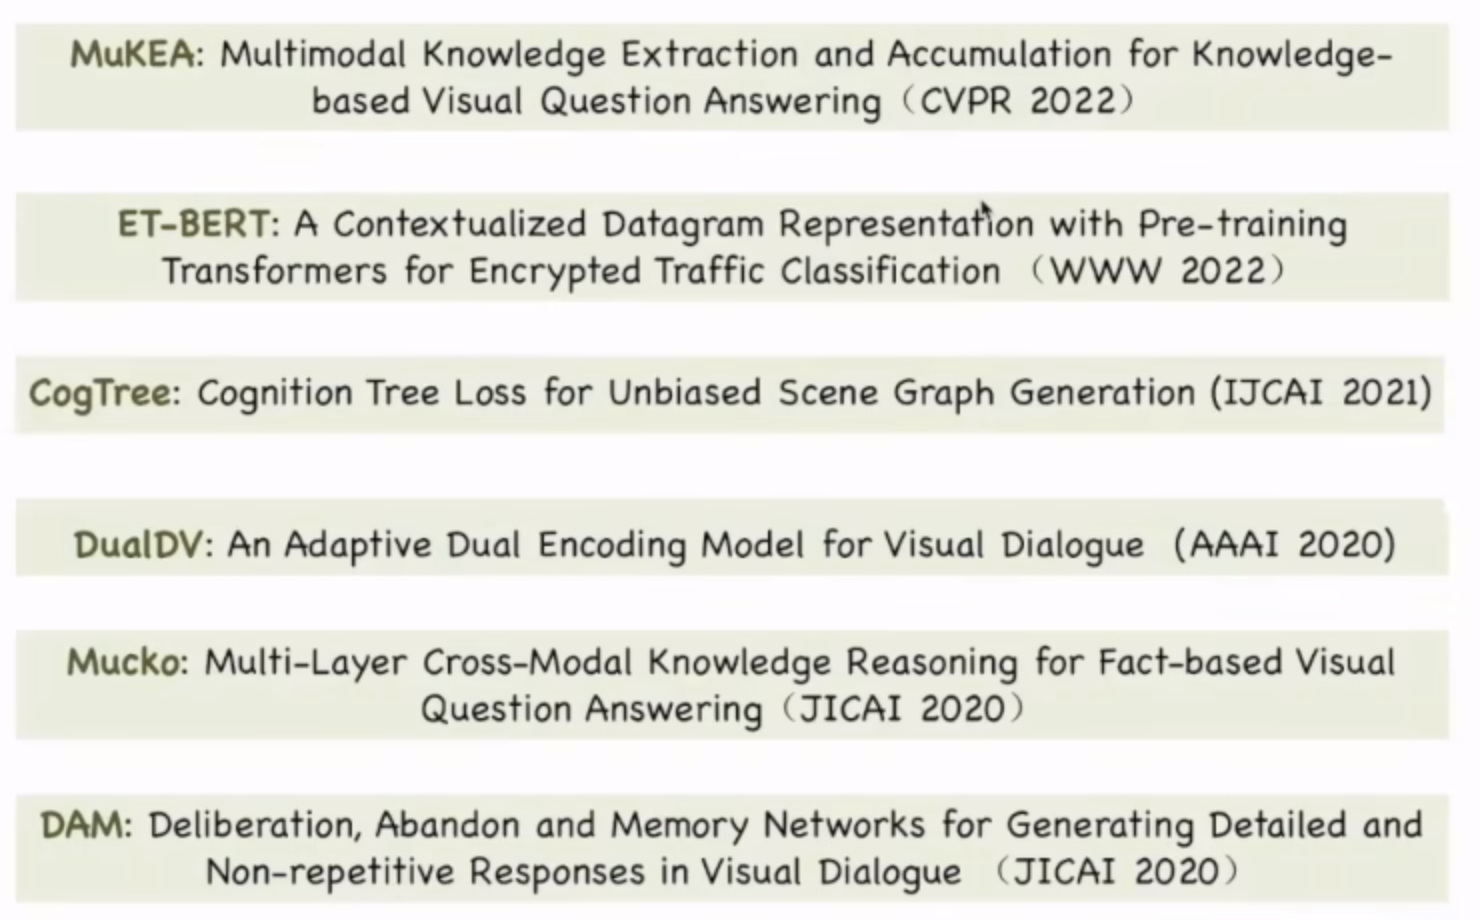 MuKEA: Multimodal Knowledge Extraction and Accumulation for Knowledge-
based Visual Question Answering（CVPR 2022）
ET-BERT: A Contextualized Datagram Representation with Pre-training
Transformers for Encrypted Traffic Classification （WWW 2022）
CogTree: Cognition Tree Loss for Unbiased Scene Graph Generation (IJCAI 2021)
DualDV: An Adaptive Dual Encoding Model for Visual Dialogue (AAAI 2020)
Mucko: Multi-Layer Cross-Modal Knowledge Reasoning for Fact-based Visual
Question Answering（JICAI 2020）
DAM: Deliberation, Abandon and Memory Networks for Generating Detailed and
Non-repetitive Responses in Visual Dialogue （JICAI 2020）